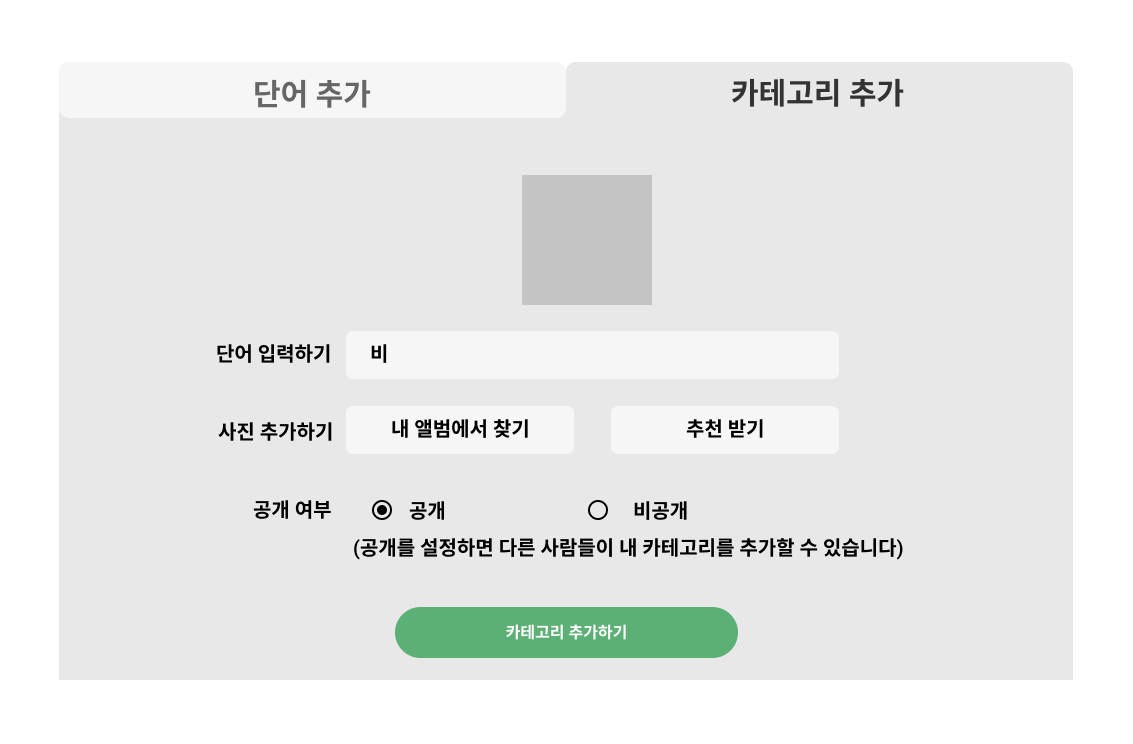 단어 추가
카테고리 추가
단어 입력하기
비
사진 추가하기
내 앨범에서 찾기
추천 받기
공개 여부
공개
비공개
(공개를 설정하면 다른 사람들이 내 카테고리를 추가할 수 있습니다)
카테고리 추가하기